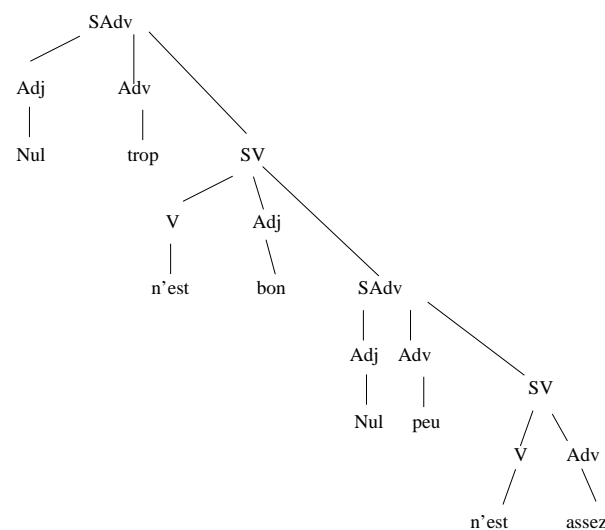 SAdv
Adj Adv
Nul trop SV
V Adj
n'est bon SAdv
Adj Adv
SV
Nul peu
V Adv
n'est assez